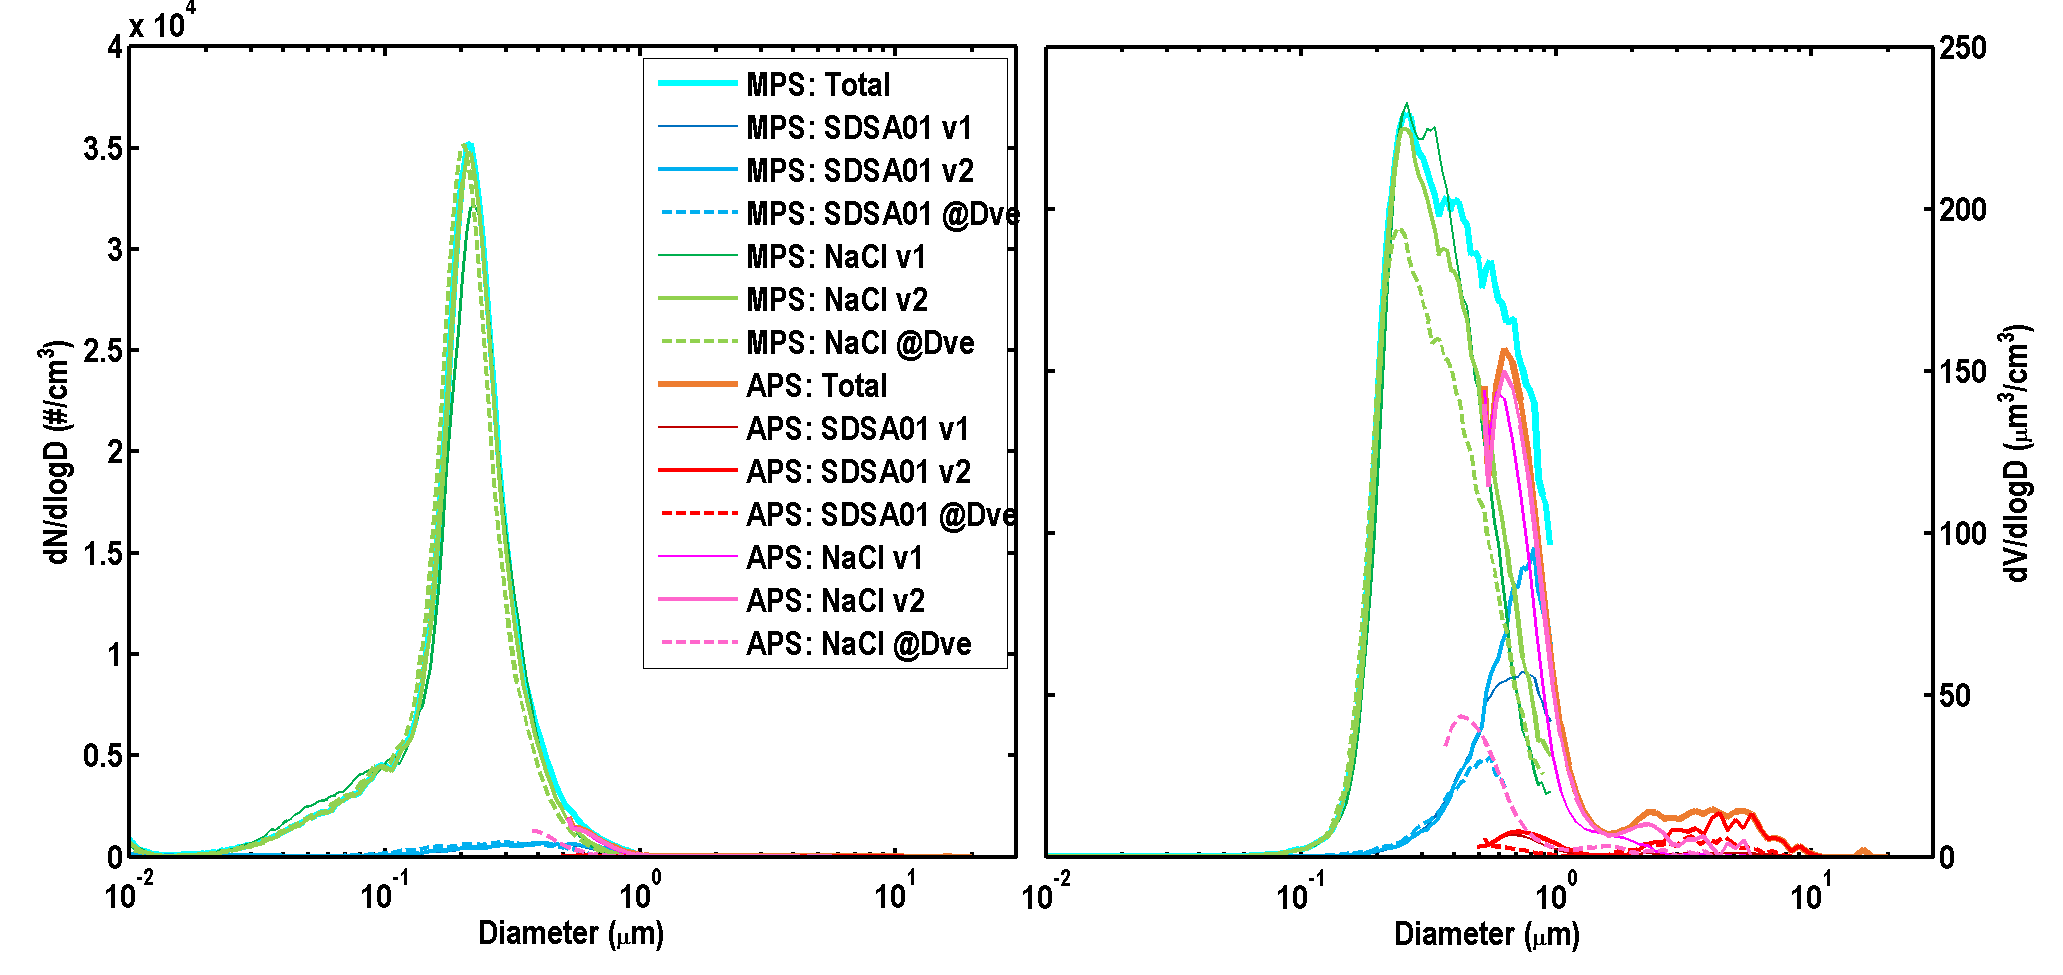 x 10⁴
4
3.5
3
2.5
2
1.5
1
0.5
0
dN/dlogD (#/cm³)
10⁻²
10⁻¹
10⁰
10¹
Diameter (μm)
MPS: Total
MPS: SDSA01 v1
MPS: SDSA01 v2
MPS: SDSA01 @Dve
MPS: NaCl v1
MPS: NaCl v2
MPS: NaCl @Dve
APS: Total
APS: SDSA01 v1
APS: SDSA01 v2
APS: SDSA01 @Dve
APS: NaCl v1
APS: NaCl v2
APS: NaCl @Dve
250
200
150
100
50
0
dV/dlogD (μm³/cm³)
10⁻²
10⁻¹
10⁰
10¹
Diameter (μm)